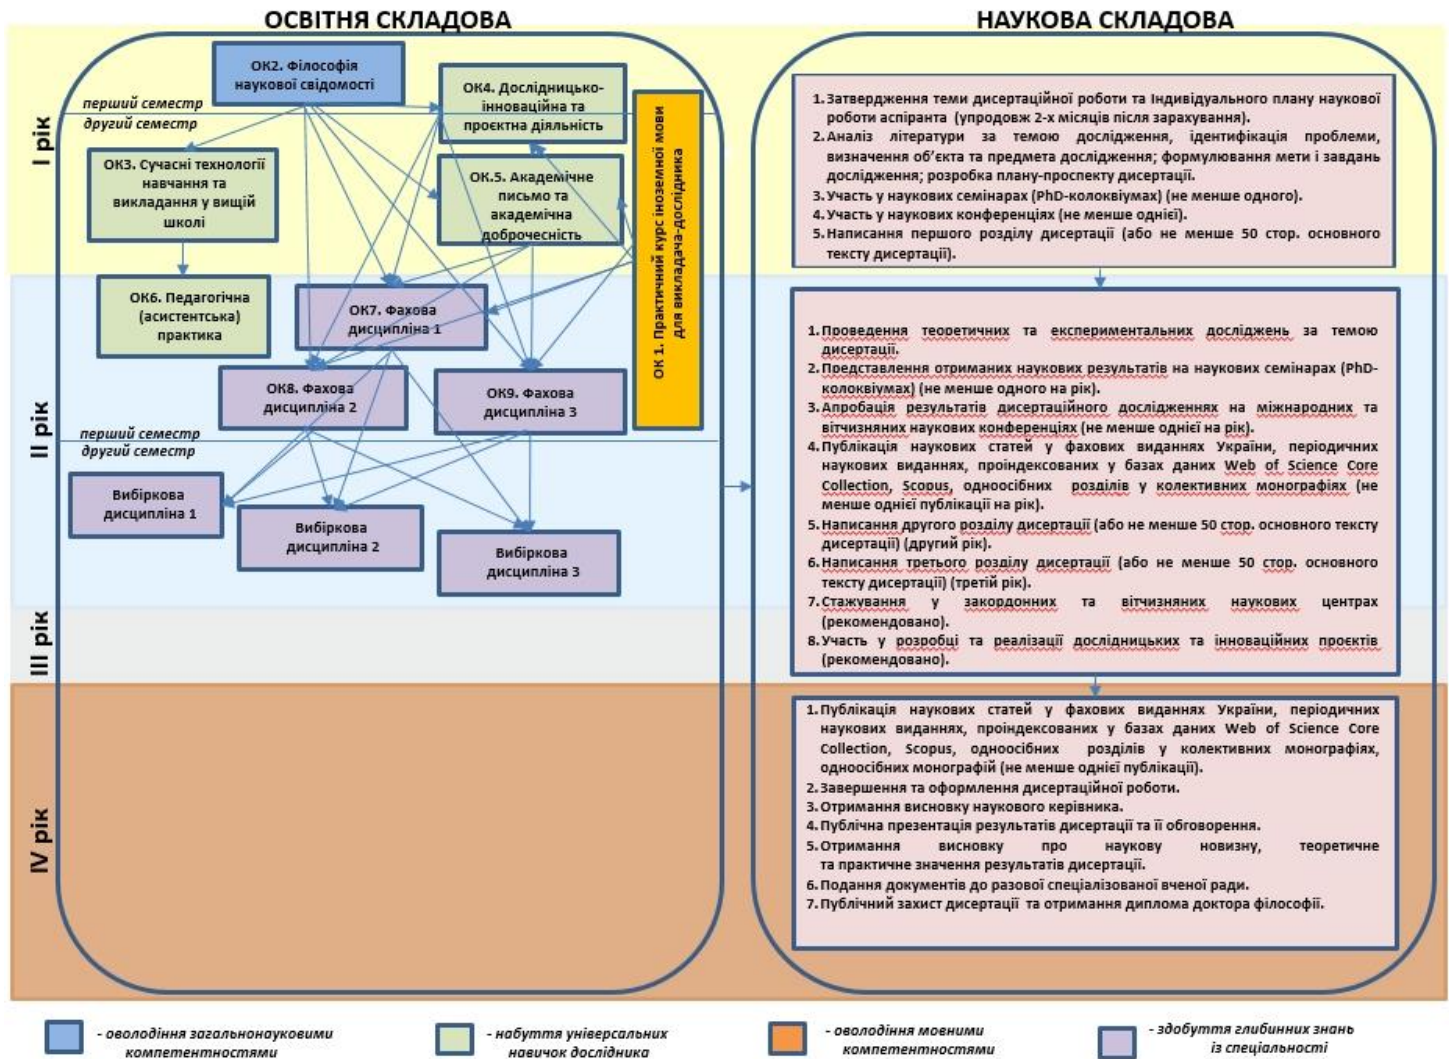 ОСВІТНЯ СКЛАДОВА
НАУКОВА СКЛАДОВА
І рік
перший семестр
другий семестр
ОК2. Філософія
наукової свідомості
ОК4. Дослідницько-
інноваційна та
проєктна діяльність
ОК3. Сучасні технології
навчання та
викладання у вищій
школі
ОК.5. Академічне
письмо та
академічна
доброчесність
ОК 1. Практичний курс іноземної мови
для викладача-дослідника
ІІ рік
ОК6. Педагогічна
(асистентська)
практика
ОК7. Фахова
дисципліна 1
ОК8. Фахова
дисципліна 2
ОК9. Фахова
дисципліна 3
перший семестр
другий семестр
Вибіркова
дисципліна 1
Вибіркова
дисципліна 2
Вибіркова
дисципліна 3
ІІІ рік
IV рік
1. Затвердження теми дисертаційної роботи та Індивідуального плану наукової
роботи аспіранта (упродовж 2-х місяців після зарахування).
2. Аналіз літератури за темою дослідження, ідентифікація проблеми,
визначення об’єкта та предмета дослідження; формулювання мети і завдань
дослідження; розробка плану-проспекту дисертації.
3. Участь у наукових семінарах (PhD-колоквіумах) (не менше одного).
4. Участь у наукових конференціях (не менше однієї).
5. Написання першого розділу дисертації (або не менше 50 стор. основного
тексту дисертації).
1. Проведення теоретичних та експериментальних досліджень за темою
дисертації.
2. Представлення отриманих наукових результатів на наукових семінарах (PhD-
колоквіумах) (не менше одного на рік).
3. Апробація результатів дисертаційного дослідженнях на міжнародних та
вітчизняних наукових конференціях (не менше однієї на рік).
4. Публікація наукових статей у фахових виданнях України, періодичних
наукових виданнях, проіндексованих у базах даних Web of Science Core
Collection, Scopus, одноосібних розділів у колективних монографіях (не
менше однієї публікації на рік).
5. Написання другого розділу дисертації (або не менше 50 стор. основного тексту
дисертації) (другий рік).
6. Написання третього розділу дисертації (або не менше 50 стор. основного
тексту дисертації) (третій рік).
7. Стажування у закордонних та вітчизняних наукових центрах
(рекомендовано).
8. Участь у розробці та реалізації дослідницьких та інноваційних проєктів
(рекомендовано).
1. Публікація наукових статей у фахових виданнях України, періодичних
наукових виданнях, проіндексованих у базах даних Web of Science Core
Collection, Scopus, одноосібних розділів у колективних монографіях,
одноосібних монографій (не менше однієї публікації).
2. Завершення та оформлення дисертаційної роботи.
3. Отримання висновку наукового керівника.
4. Публічна презентація результатів дисертації та її обговорення.
5. Отримання висновку про наукову новизну, теоретичне
та практичне значення результатів дисертації.
6. Подання документів до разової спеціалізованої вченої ради.
7. Публічний захист дисертації та отримання диплома доктора філософії.
- оволодіння загальнонауковими
компетентностями
- набуття універсальних
навичок дослідника
- оволодіння мовними
компетентностями
- здобуття глибинних знань
із спеціальності